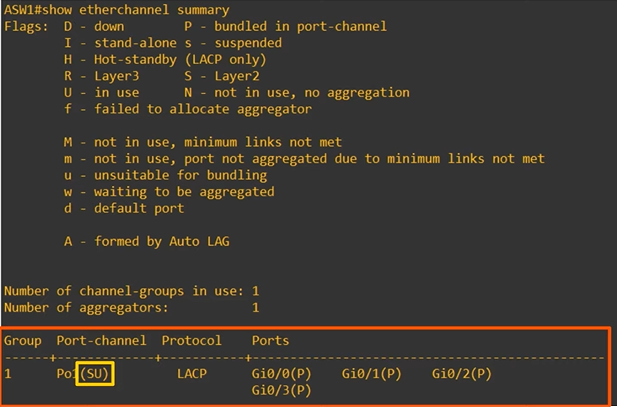 ASW1#show etherchannel summary
Flags:  D - down        P - bundled in port-channel
        I - stand-alone s - suspended
        H - Hot-standby (LACP only)
        R - Layer3      S - Layer2
        U - in use      N - not in use, no aggregation
        f - failed to allocate aggregator

        M - not in use, minimum links not met
        m - not in use, port not aggregated due to minimum links not met
        u - unsuitable for bundling
        w - waiting to be aggregated
        d - default port

        A - formed by Auto LAG


Number of channel-groups in use: 1
Number of aggregators:           1

Group  Port-channel  Protocol    Ports
------+-------------+-----------+-----------------------------------------------
1      Po1(SU)         LACP      Gi0/0(P)    Gi0/1(P)    Gi0/2(P)
                                 Gi0/3(P)